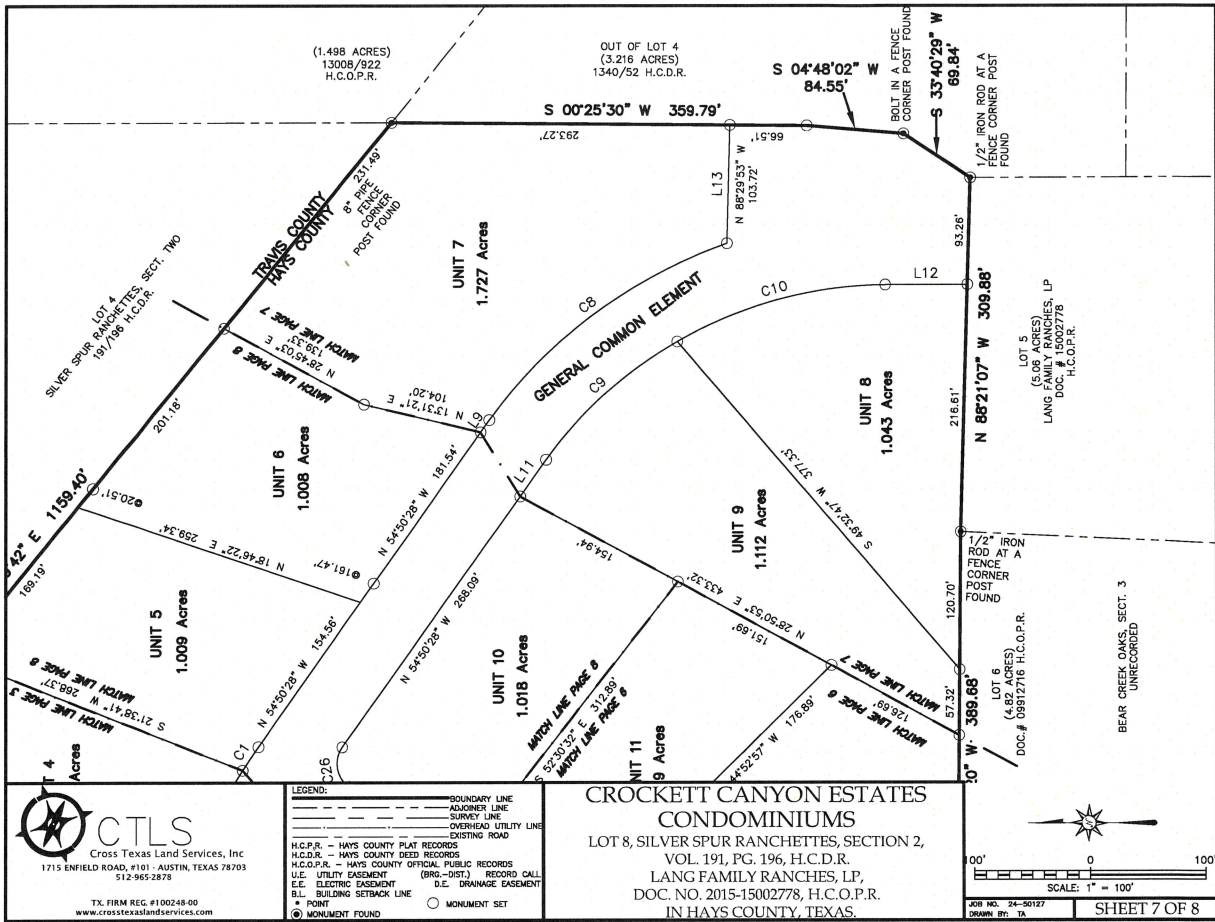 (1.498 ACRES)
13008/922
H.C.O.P.R.
OUT OF LOT 4
(3.216 ACRES)
1340/52 H.C.D.R.
S 04°48'02" W
84.55'
BOLT IN A FENCE
CORNER POST FOUND
S 33°40'29" W
69.84'
S 00°25'30" W 359.79'
293.27'
66.51'
1/2" IRON ROD AT A
FENCE CORNER POST
FOUND
231.49'
8" PIPE
FENCE
CORNER
POST FOUND
TRAVIS COUNTY
HAYS COUNTY
L13
N 88°29'53" W
103.72'
93.26'
LOT 4
SILVER SPUR RANCHETTES, SECT. TWO
191/196 H.C.D.R.
UNIT 7
1.727 Acres
C8
GENERAL COMMON ELEMENT
C10
L12
N 88°21'07" W 309.88'
MATCH LINE PAGE 7
N 28°45'03" E
139.33'
MATCH LINE PAGE 8
LOT 5
(5.06 ACRES)
LANG FAMILY RANCHES, LP
DOC. # 15002778
H.C.O.P.R.
C9
N 13°31'21" E
104.20'
L9
201.18'
UNIT 8
1.043 Acres
216.61'
UNIT 6
1.008 Acres
N 54°50'28" W 181.54'
L11
S 49°32'47" W 377.33'
20.51'
1159.40'
'42" E
169.19'
N 18°46'22" E 259.34'
161.47'
UNIT 9
1.112 Acres
154.94'
1/2" IRON
ROD AT A
FENCE
CORNER
POST
FOUND
UNIT 5
1.009 Acres
N 54°50'28" W 154.56'
N 54°50'28" W 268.09'
N 28°50'53" E 433.32'
151.69'
120.70'
MATCH LINE PAGE 8
268.37'
S 21°38'41" W
MATCH LINE PAGE 3
UNIT 10
1.018 Acres
MATCH LINE PAGE 8
S 52°30'32" E 312.89'
MATCH LINE PAGE 6
MATCH LINE PAGE 7
126.69'
MATCH LINE PAGE 6
57.32'
389.68'
LOT 6
(4.82 ACRES)
DOC.# 09912716 H.C.O.P.R.
BEAR CREEK OAKS, SECT. 3
UNRECORDED
T 4
Acres
C1
C26
NIT 11
9 Acres
44°52'57" W 176.89'
0" W
CTLS
Cross Texas Land Services, Inc
1715 ENFIELD ROAD, #101 - AUSTIN, TEXAS 78703
512-965-2878
TX. FIRM REG. #100248-00
www.crosstexaslandservices.com
LEGEND:
BOUNDARY LINE
ADJOINER LINE
SURVEY LINE
OVERHEAD UTILITY LINE
EXISTING ROAD
H.C.P.R. - HAYS COUNTY PLAT RECORDS
H.C.D.R. - HAYS COUNTY DEED RECORDS
H.C.O.P.R. - HAYS COUNTY OFFICIAL PUBLIC RECORDS
U.E. UTILITY EASEMENT (BRG.-DIST.) RECORD CALL
E.E. ELECTRIC EASEMENT D.E. DRAINAGE EASEMENT
B.L. BUILDING SETBACK LINE
POINT MONUMENT SET
MONUMENT FOUND
CROCKETT CANYON ESTATES
CONDOMINIUMS
LOT 8, SILVER SPUR RANCHETTES, SECTION 2,
VOL. 191, PG. 196, H.C.D.R.
LANG FAMILY RANCHES, LP,
DOC. NO. 2015-15002778, H.C.O.P.R.
IN HAYS COUNTY, TEXAS.
N
100' 0 100'
SCALE: 1" = 100'
JOB NO. 24-50127
DRAWN BY: TA
SHEET 7 OF 8